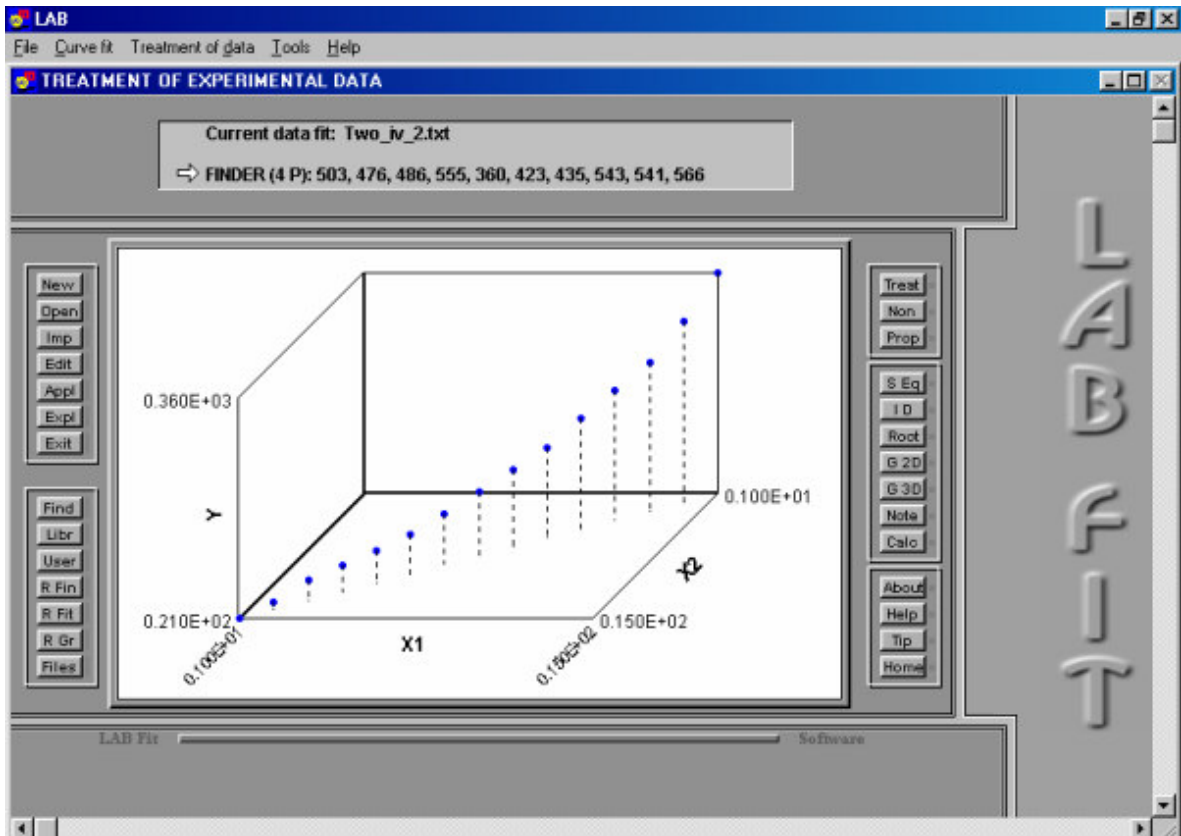 LAB
File Curve fit Treatment of data Tools Help
TREATMENT OF EXPERIMENTAL DATA
Current data fit: Two_iv_2.txt
FINDER (4 P): 503, 476, 486, 555, 360, 423, 435, 543, 541, 566
New
Open
Imp
Edit
Appl
Expl
Exit
Find
Libr
User
R Fin
R Fit
R Gr
Files
0.360E+03
Y
0.210E+02
0.100E+01
X1
0.150E+02
0.150E+02
X2
0.100E+01
Treat
Non
Prop
S Eq
I D
Root
G 2D
G 3D
Note
Calc
About
Help
Tip
Home
LAB FIT
LAB Fit
Software